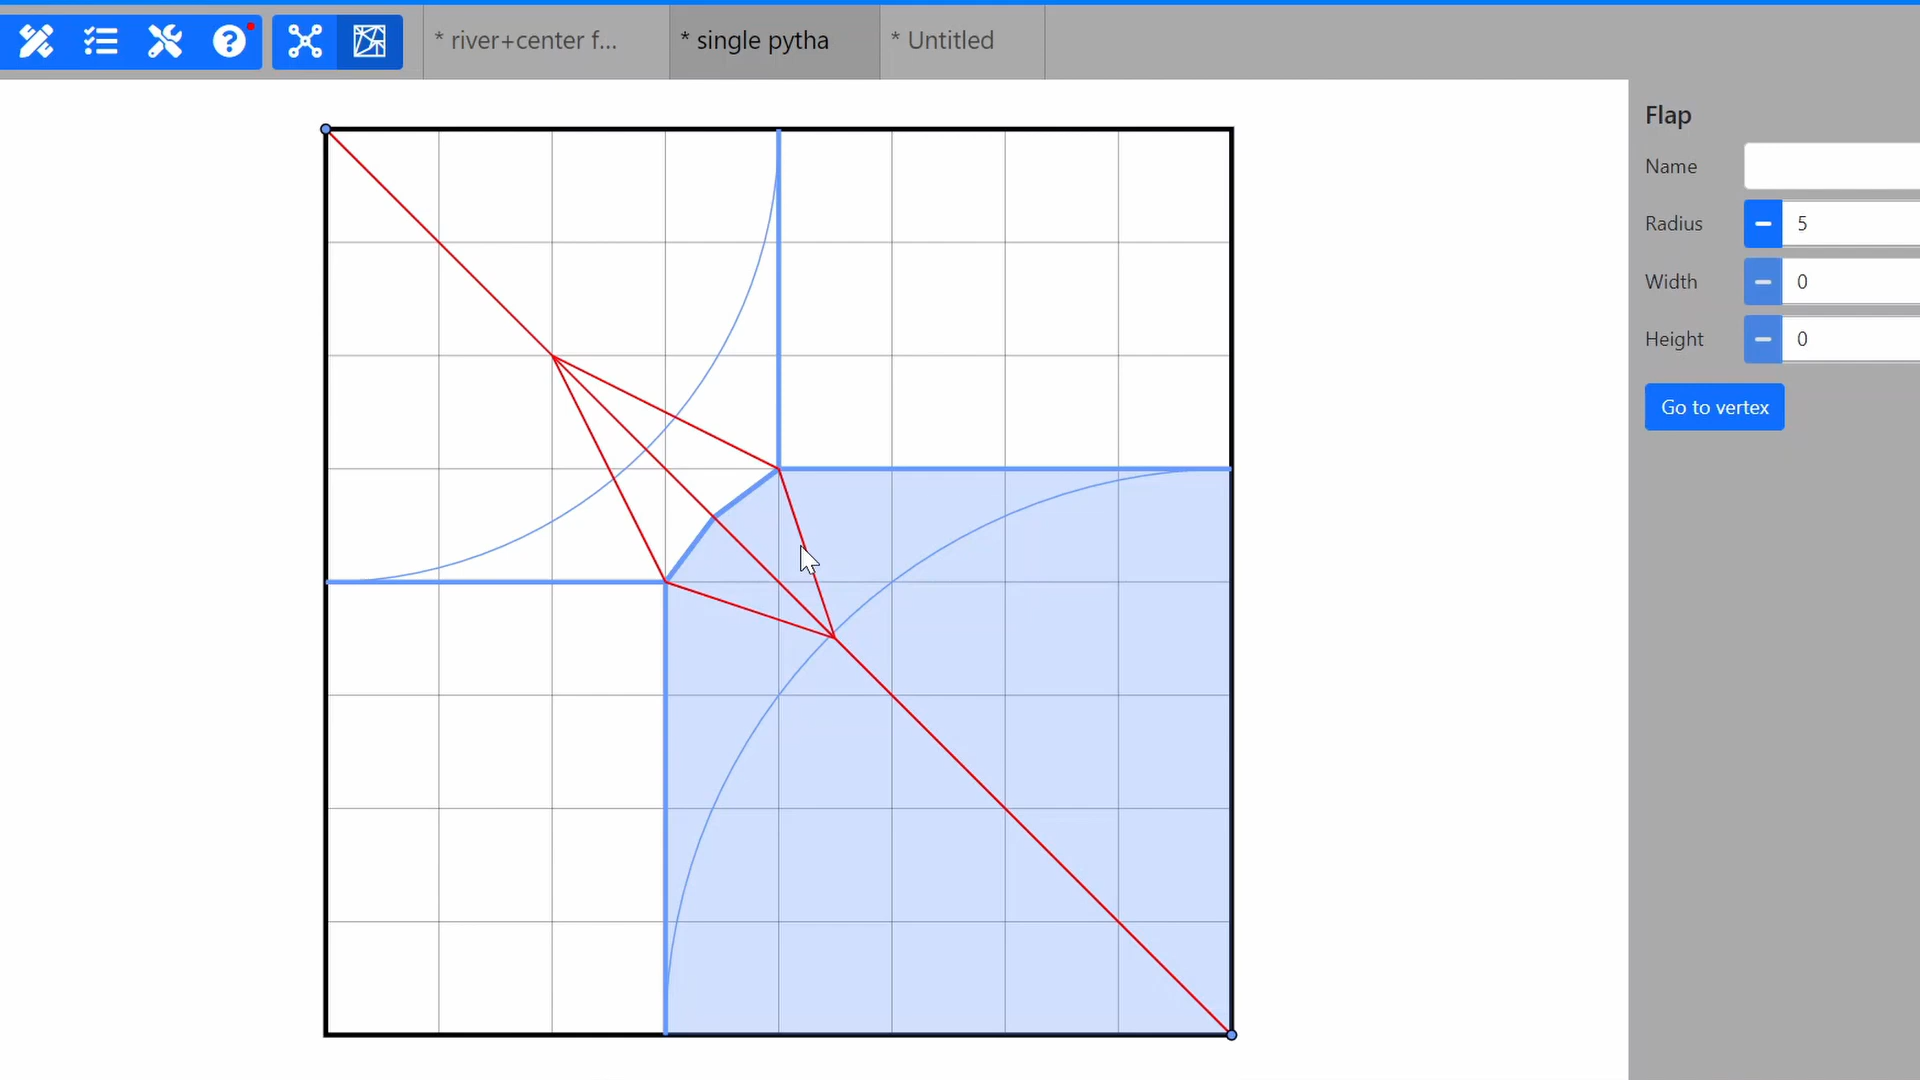 * river+center f...
* single pytha
* Untitled
Flap
Name
Radius 5
Width 0
Height 0
Go to vertex